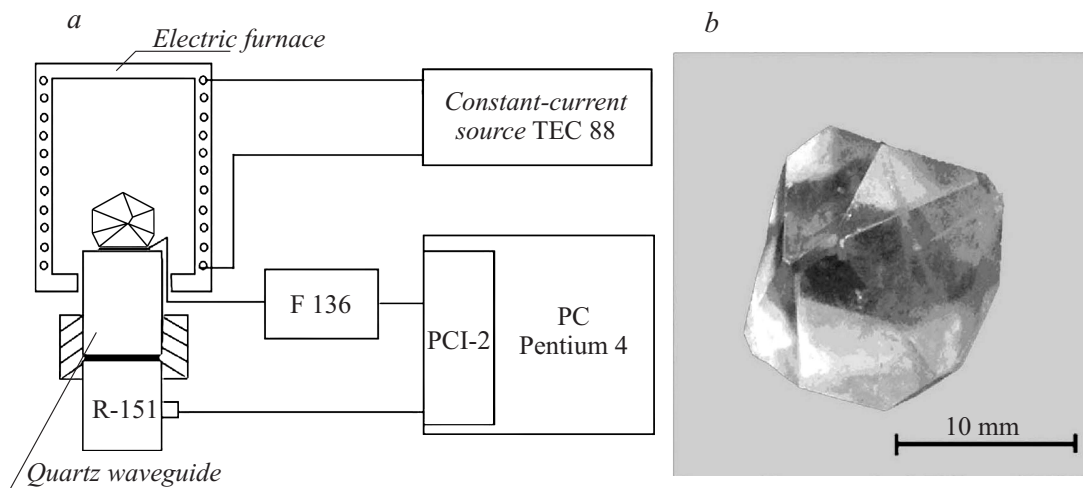 a
Electric furnace
Constant-current
source TEC 88
F 136
PCI-2
PC
Pentium 4
R-151
Quartz waveguide
b
10 mm